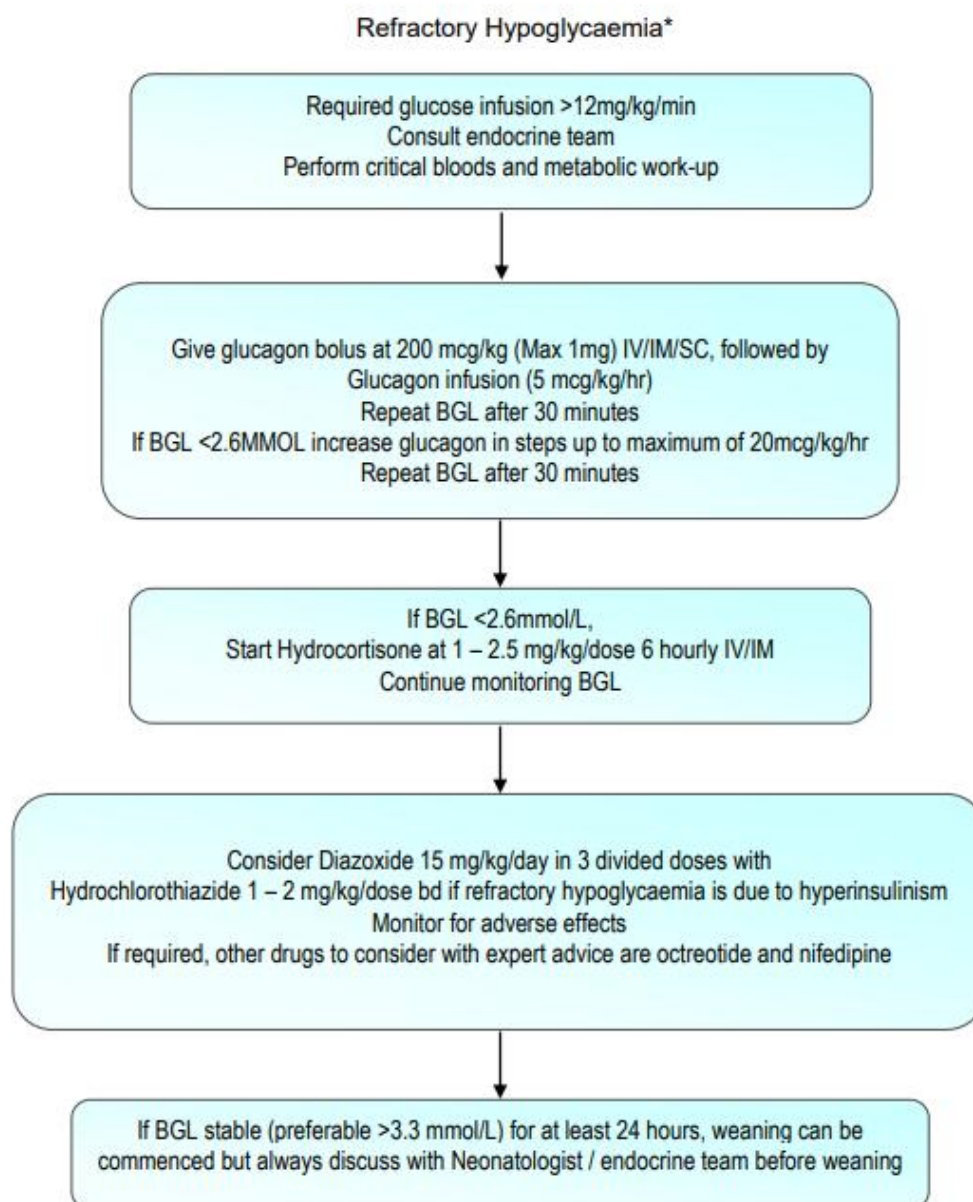 Refractory Hypoglycaemia*
Required glucose infusion >12mg/kg/min
Consult endocrine team
Perform critical bloods and metabolic work-up
Give glucagon bolus at 200 mcg/kg (Max 1mg) IV/IM/SC, followed by
Glucagon infusion (5 mcg/kg/hr)
Repeat BGL after 30 minutes
If BGL <2.6MMOL increase glucagon in steps up to maximum of 20mcg/kg/hr
Repeat BGL after 30 minutes
If BGL <2.6mmol/L,
Start Hydrocortisone at 1 – 2.5 mg/kg/dose 6 hourly IV/IM
Continue monitoring BGL
Consider Diazoxide 15 mg/kg/day in 3 divided doses with
Hydrochlorothiazide 1 – 2 mg/kg/dose bd if refractory hypoglycaemia is due to hyperinsulinism
Monitor for adverse effects
If required, other drugs to consider with expert advice are octreotide and nifedipine
If BGL stable (preferable >3.3 mmol/L) for at least 24 hours, weaning can be
commenced but always discuss with Neonatologist / endocrine team before weaning